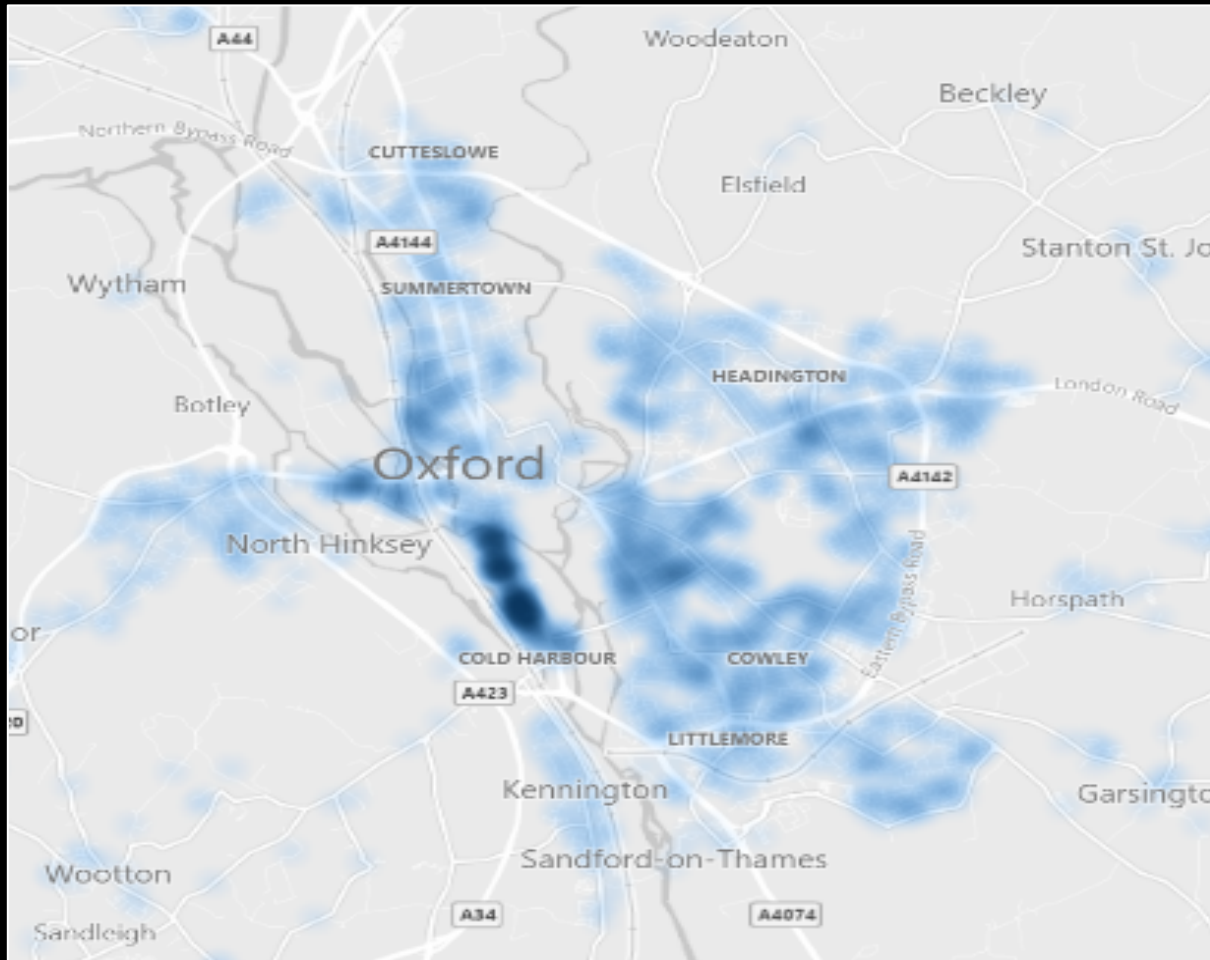 A44
Woodeaton
Beckley
Northern Bypass Road
CUTTESLOWE
Elsfield
A4144
Stanton St. Jo
Wytham
SUMMERTOWN
HEADINGTON
London Road
Botley
Oxford
A4142
North Hinksey
Eastern Bypass Road
Horspath
or
COLD HARBOUR
COWLEY
A423
LITTLEMORE
Kennington
Garsingto
Sandford-on-Thames
Wootton
A34
A4074
Sandleigh